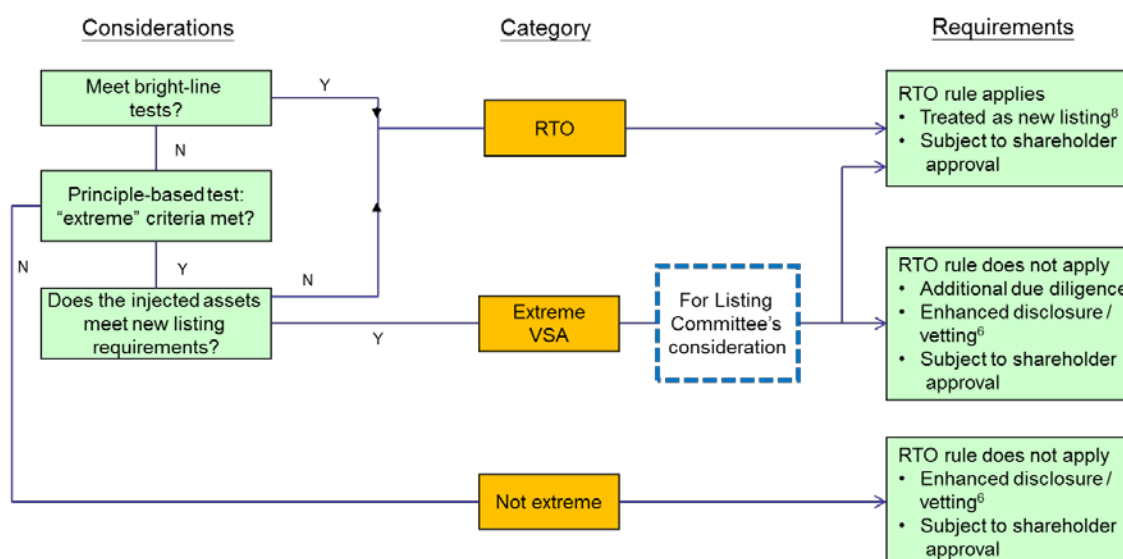 Considerations
Category
Requirements
Meet bright-line
tests?
Y
N
Principle-based test:
“extreme” criteria met?
N
Y
N
Does the injected assets
meet new listing
requirements?
Y
RTO
Extreme
VSA
For Listing
Committee’s
consideration
Not extreme
RTO rule applies
• Treated as new listing⁸
• Subject to shareholder
approval
RTO rule does not apply
• Additional due diligence
• Enhanced disclosure /
vetting⁶
• Subject to shareholder
approval
RTO rule does not apply
• Enhanced disclosure /
vetting⁶
• Subject to shareholder
approval